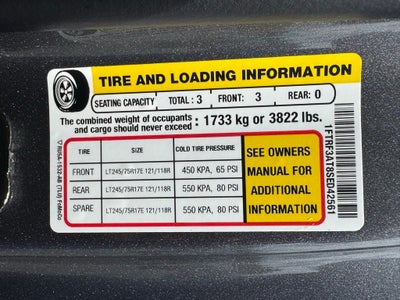 TIRE AND LOADING INFORMATION
SEATING CAPACITY TOTAL : 3 FRONT: 3 REAR: 0
The combined weight of occupants
and cargo should never exceed : 1733 kg or 3822 lbs.
TIRE SIZE COLD TIRE PRESSURE
FRONT LT245/75R17E 121/118R 450 KPA, 65 PSI
REAR LT245/75R17E 121/118R 550 KPA, 80 PSI
SPARE LT245/75R17E 121/118R 550 KPA, 80 PSI
SEE OWNERS
MANUAL FOR
ADDITIONAL
INFORMATION
1FTRF3AT8SED42561